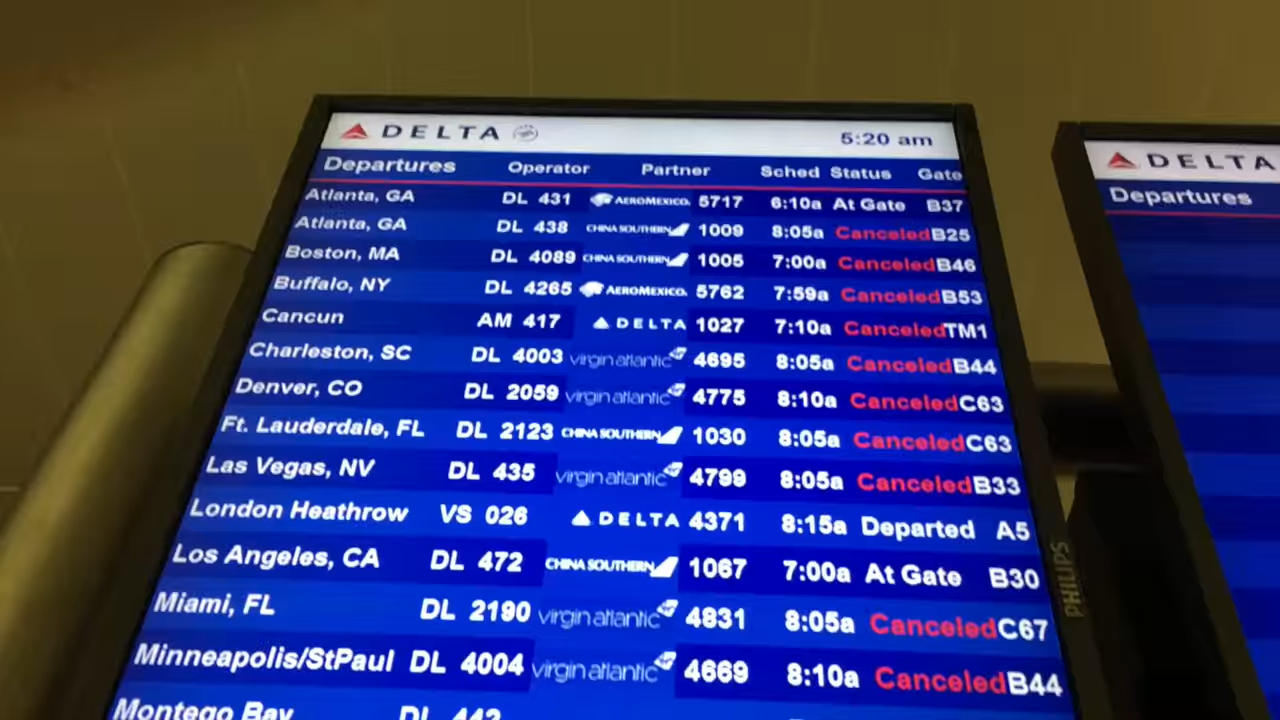 DELTA 5:20 am
Departures Operator Partner Sched Status Gate
Atlanta, GA DL 431 AEROMEXICO. 5717 6:10a At Gate B37
Atlanta, GA DL 438 CHINA SOUTHERN 1009 8:05a Canceled B25
Boston, MA DL 4089 CHINA SOUTHERN 1005 7:00a Canceled B46
Buffalo, NY DL 4265 AEROMEXICO. 5762 7:59a Canceled B53
Cancun AM 417 DELTA 1027 7:10a Canceled TM1
Charleston, SC DL 4003 virgin atlantic 4695 8:05a Canceled B44
Denver, CO DL 2059 virgin atlantic 4775 8:10a Canceled C63
Ft. Lauderdale, FL DL 2123 CHINA SOUTHERN 1030 8:05a Canceled C63
Las Vegas, NV DL 435 virgin atlantic 4799 8:05a Canceled B33
London Heathrow VS 026 DELTA 4371 8:15a Departed A5
Los Angeles, CA DL 472 CHINA SOUTHERN 1067 7:00a At Gate B30
Miami, FL DL 2190 virgin atlantic 4831 8:05a Canceled C67
Minneapolis/StPaul DL 4004 virgin atlantic 4669 8:10a Canceled B44
Montego Bay DL 442
PHILIPS
DELTA
Departures